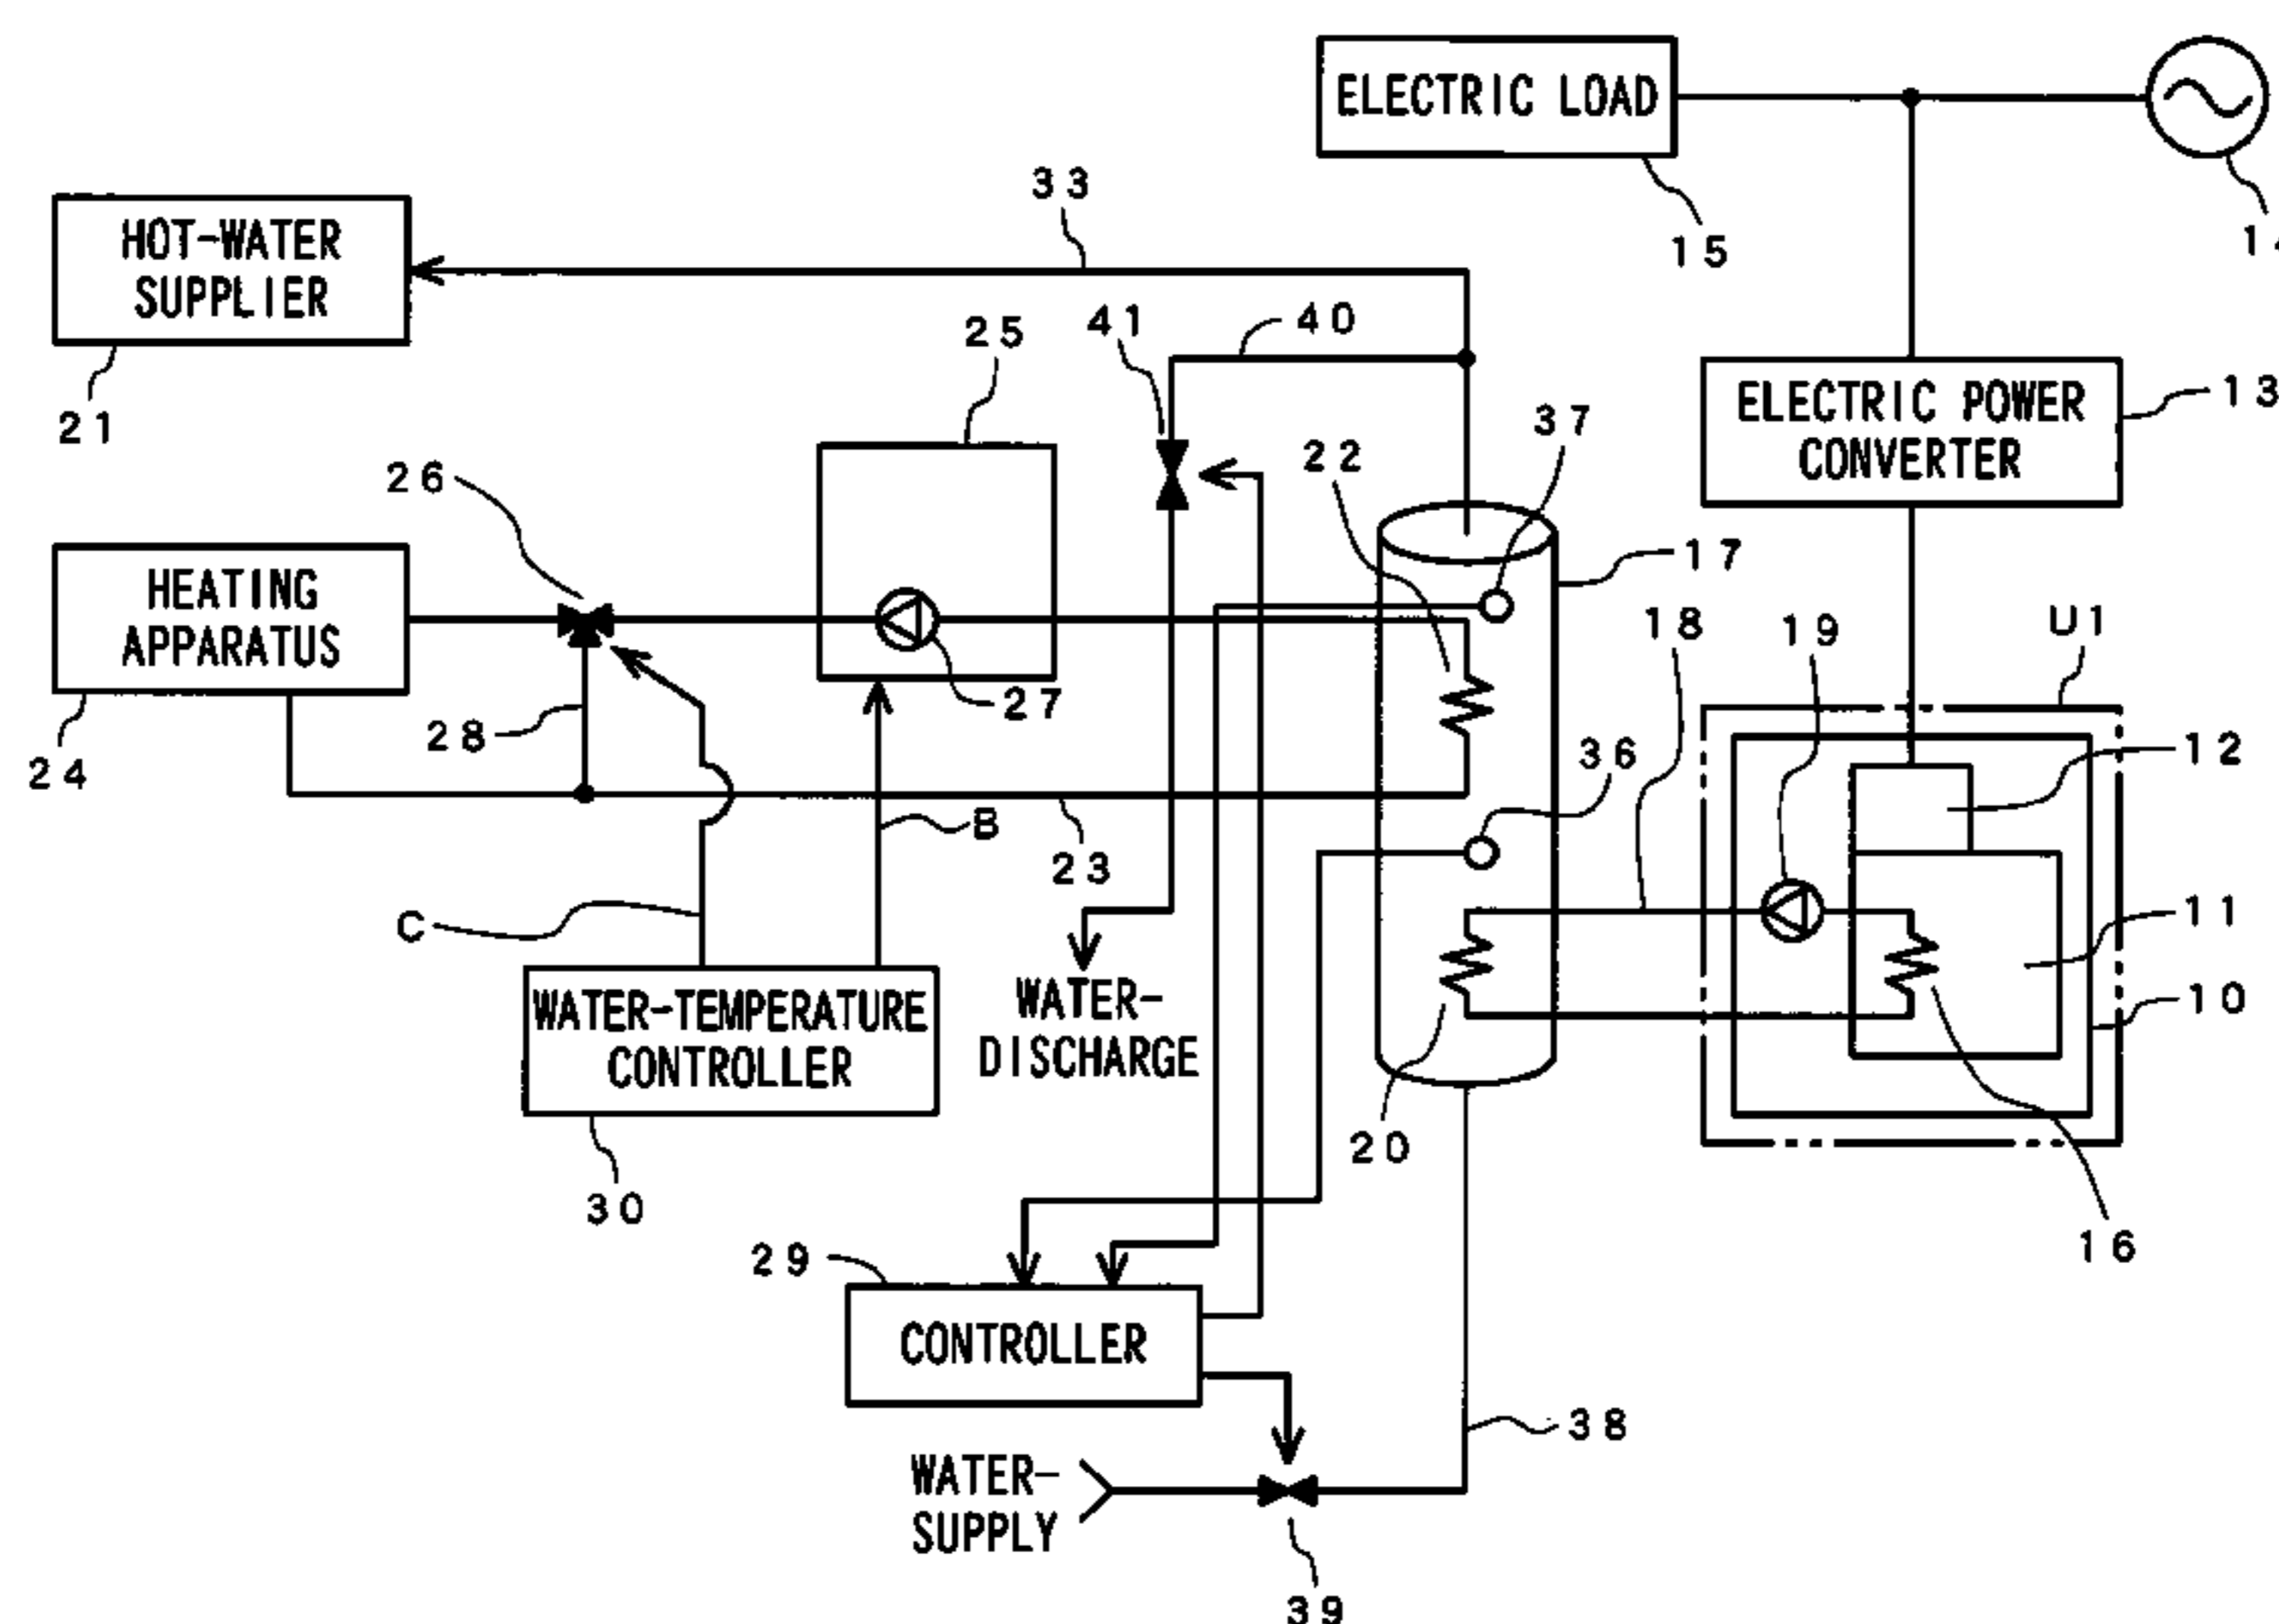 ELECTRIC LOAD
15
14
33
HOT-WATER
SUPPLIER
21
25
41
40
ELECTRIC POWER
CONVERTER
13
37
22
26
17
HEATING
APPARATUS
24
28
27
18
19
U1
12
36
B
23
C
11
10
WATER-TEMPERATURE
CONTROLLER
30
WATER-
DISCHARGE
20
16
29
CONTROLLER
38
WATER-
SUPPLY
39